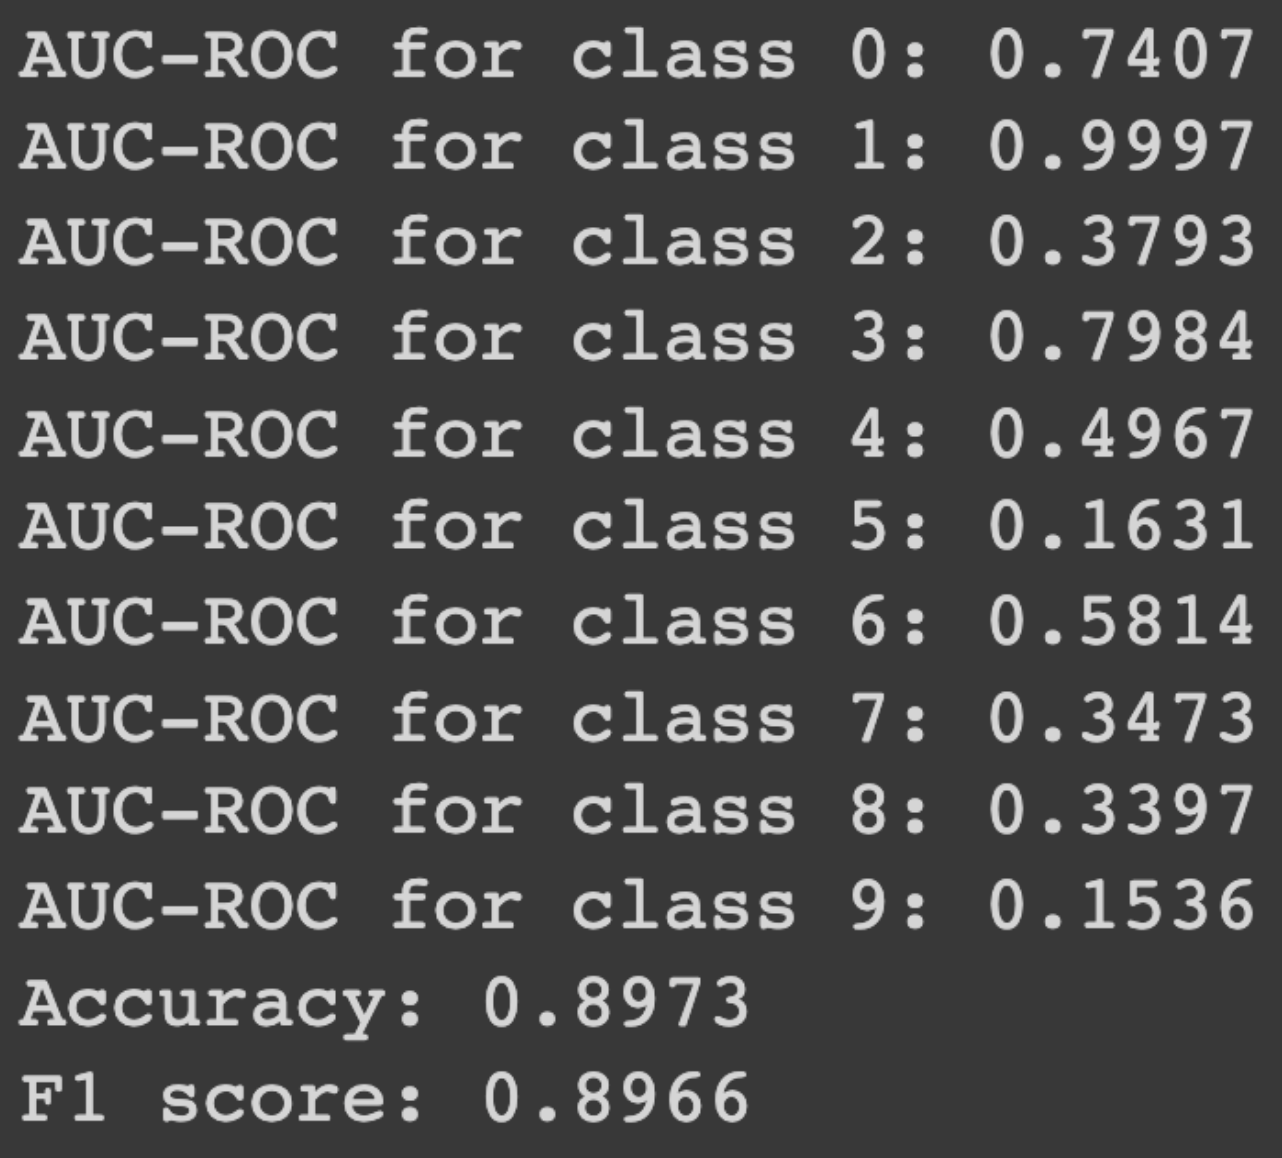 AUC-ROC for class 0: 0.7407
AUC-ROC for class 1: 0.9997
AUC-ROC for class 2: 0.3793
AUC-ROC for class 3: 0.7984
AUC-ROC for class 4: 0.4967
AUC-ROC for class 5: 0.1631
AUC-ROC for class 6: 0.5814
AUC-ROC for class 7: 0.3473
AUC-ROC for class 8: 0.3397
AUC-ROC for class 9: 0.1536
Accuracy: 0.8973
F1 score: 0.8966